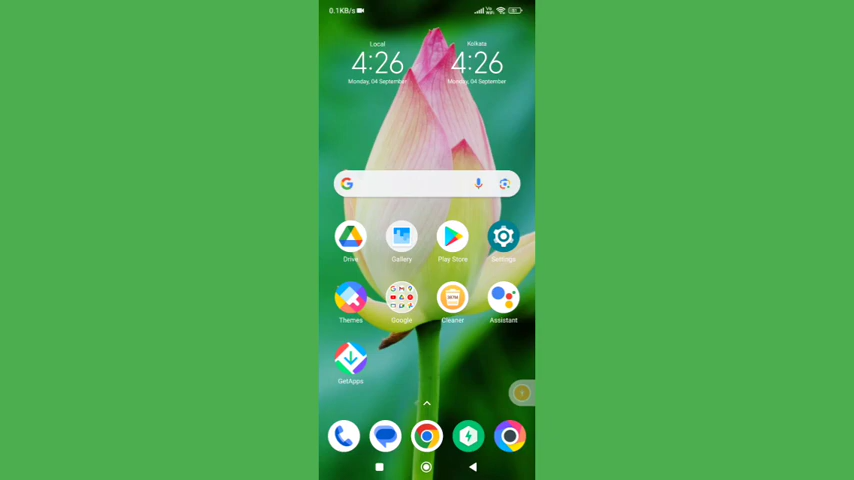 0.1KB/s
Local
Kolkata
4:26
4:26
Monday, 04 September
Monday, 04 September
Drive
Gallery
Play Store
Settings
Themes
Google
Cleaner
Assistant
GetApps